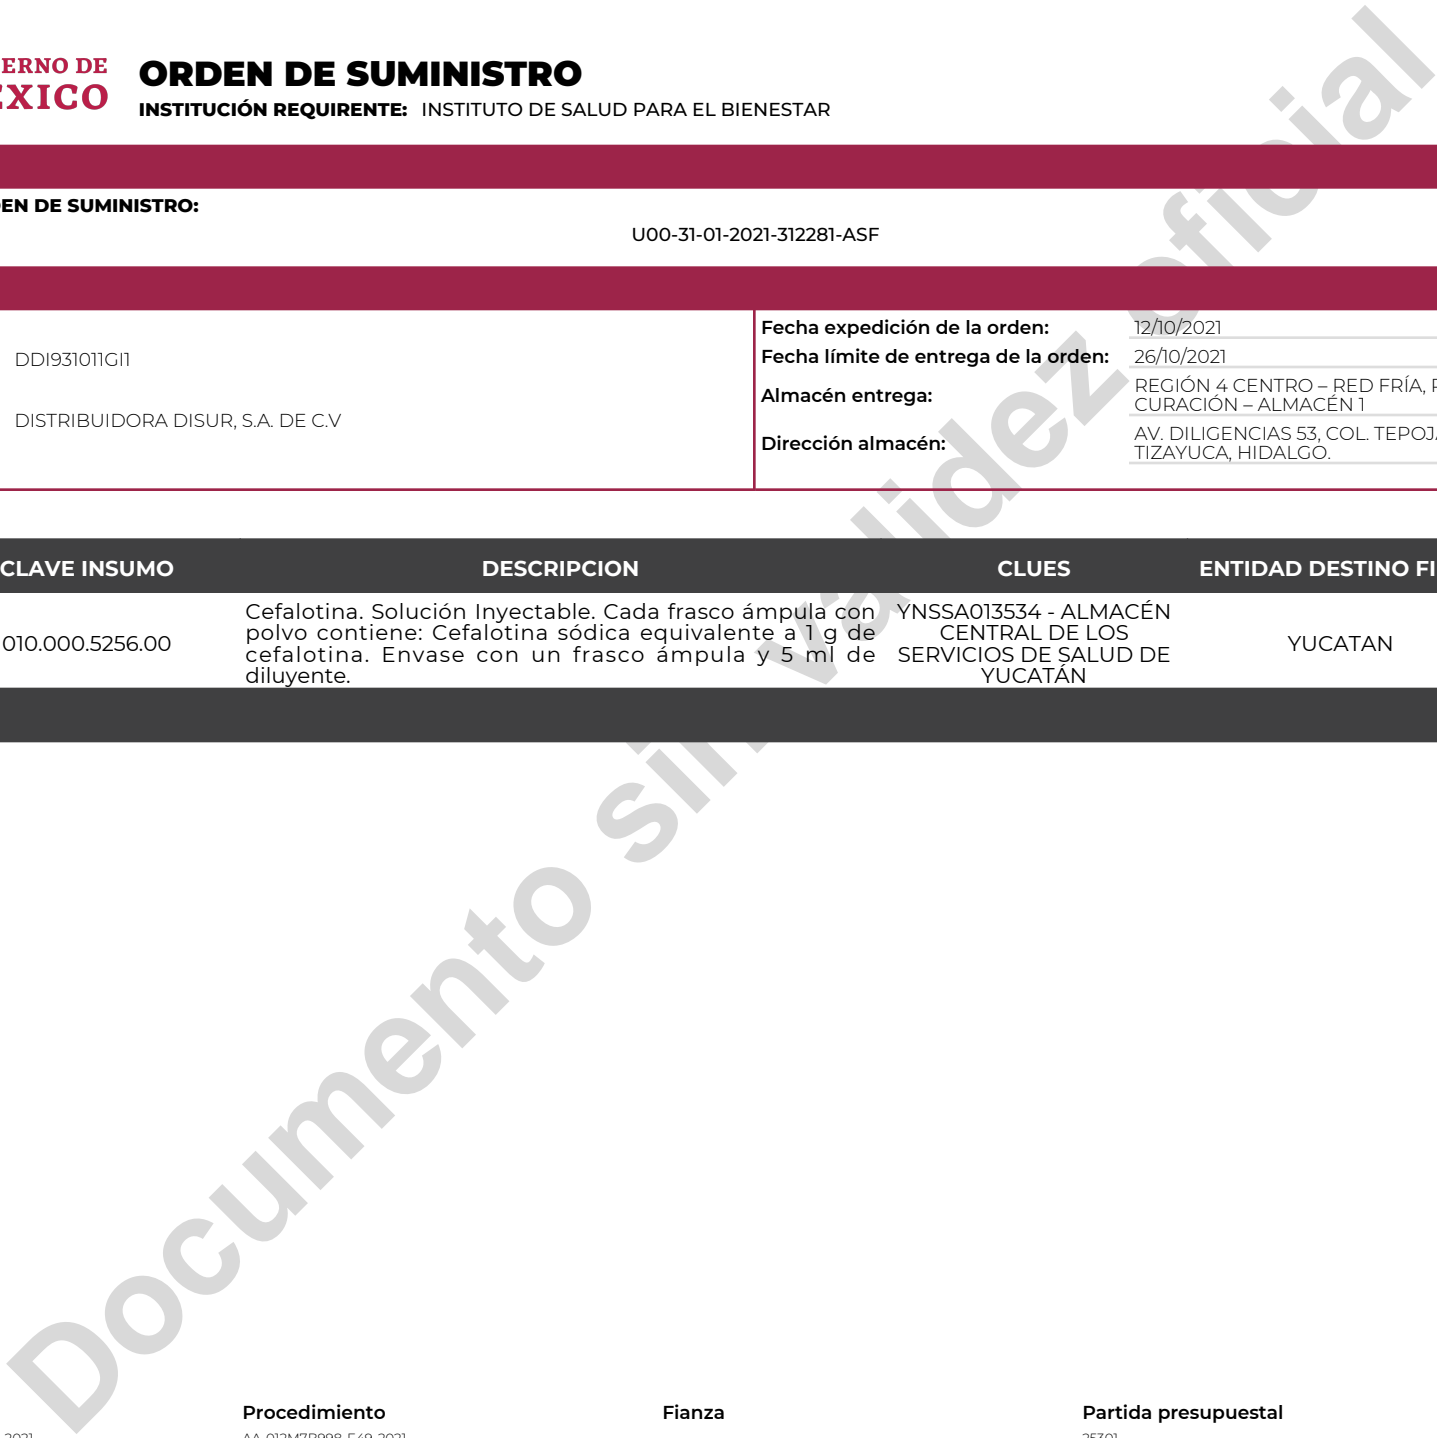 ERNO DE
ÉXICO
ORDEN DE SUMINISTRO
INSTITUCIÓN REQUIRENTE: INSTITUTO DE SALUD PARA EL BIENESTAR
EN DE SUMINISTRO:
U00-31-01-2021-312281-ASF
DDI931011GI1
DISTRIBUIDORA DISUR, S.A. DE C.V
Fecha expedición de la orden: 12/10/2021
Fecha límite de entrega de la orden: 26/10/2021
Almacén entrega: REGIÓN 4 CENTRO – RED FRÍA,
CURACIÓN – ALMACÉN 1
Dirección almacén: AV. DILIGENCIAS 53, COL. TEPOJ
TIZAYUCA, HIDALGO.
CLAVE INSUMO DESCRIPCION CLUES ENTIDAD DESTINO FI
010.000.5256.00
Cefalotina. Solución Inyectable. Cada frasco ámpula con
polvo contiene: Cefalotina sódica equivalente a 1 g de
cefalotina. Envase con un frasco ámpula y 5 ml de
diluyente.
YNSSA013534 - ALMACÉN
CENTRAL DE LOS
SERVICIOS DE SALUD DE
YUCATÁN
YUCATAN
Documento sin validez oficial
Procedimiento Fianza Partida presupuestal